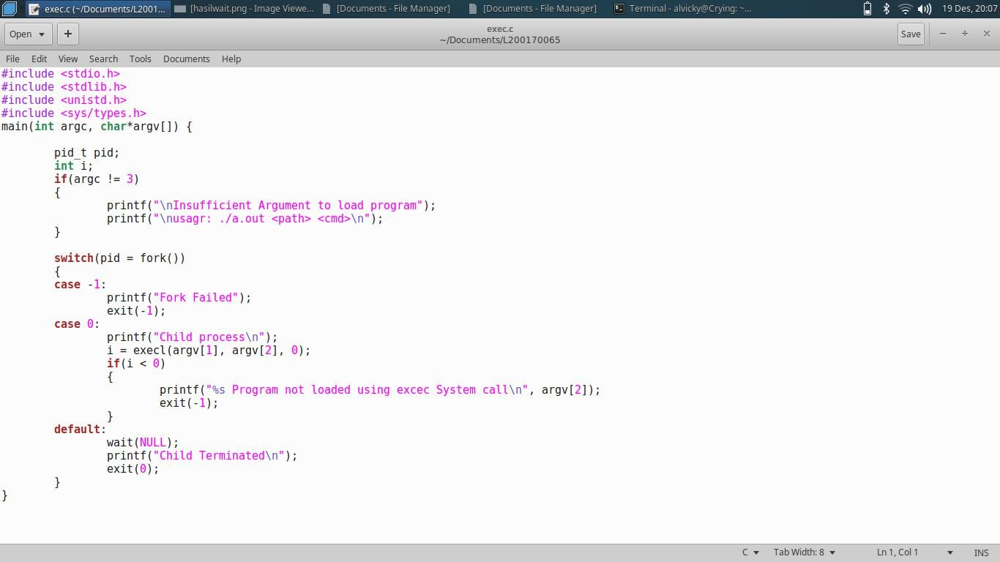 exec.c (~/Documents/L2001... [hasilwait.png - Image Viewe... [Documents - File Manager] [Documents - File Manager] Terminal - alvicky@Crying: ~... 19 Des, 20:07
Open + exec.c Save
~/Documents/L200170065
File Edit View Search Tools Documents Help
#include <stdio.h>
#include <stdlib.h>
#include <unistd.h>
#include <sys/types.h>
main(int argc, char*argv[]) {
pid_t pid;
int i;
if(argc != 3)
{
printf("\nInsufficient Argument to load program");
printf("\nusagr: ./a.out <path> <cmd>\n");
}
switch(pid = fork())
{
case -1:
printf("Fork Failed");
exit(-1);
case 0:
printf("Child process\n");
i = execl(argv[1], argv[2], 0);
if(i < 0)
{
printf("%s Program not loaded using excec System call\n", argv[2]);
exit(-1);
}
default:
wait(NULL);
printf("Child Terminated\n");
exit(0);
}
}
C Tab Width: 8 Ln 1, Col 1 INS